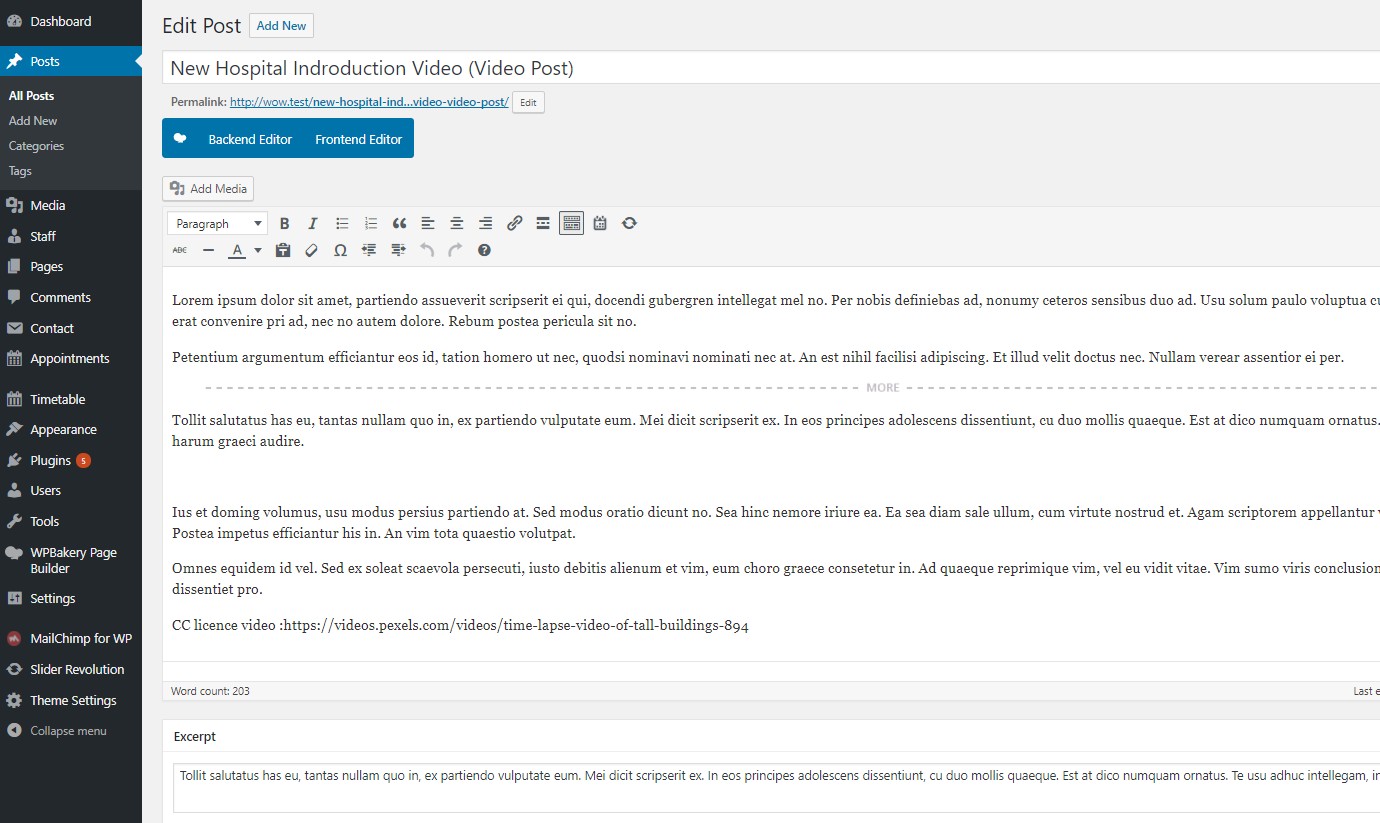 Dashboard
Posts
All Posts
Add New
Categories
Tags
Media
Staff
Pages
Comments
Contact
Appointments
Timetable
Appearance
Plugins 5
Users
Tools
WPBakery Page
Builder
Settings
MailChimp for WP
Slider Revolution
Theme Settings
Collapse menu
Edit Post Add New
New Hospital Indroduction Video (Video Post)
Permalink: http://wow.test/new-hospital-ind...video-video-post/ Edit
Backend Editor Frontend Editor
Add Media
Paragraph B I
ABC A Ω
Lorem ipsum dolor sit amet, partiendo assueverit scripserit ei qui, docendi gubergren intellegat mel no. Per nobis definiebas ad, nonumy ceteros sensibus duo ad. Usu solum paulo voluptua cu
erat convenire pri ad, nec no autem dolore. Rebum postea pericula sit no.
Petentium argumentum efficiantur eos id, tation homero ut nec, quodsi nominavi nominati nec at. An est nihil facilisi adipiscing. Et illud velit doctus nec. Nullam verear assentior ei per.
MORE
Tollit salutatus has eu, tantas nullam quo in, ex partiendo vulputate eum. Mei dicit scripserit ex. In eos principes adolescens dissentiunt, cu duo mollis quaeque. Est at dico numquam ornatus.
harum graeci audire.
Ius et doming volumus, usu modus persius partiendo at. Sed modus oratio dicunt no. Sea hinc nemore iriure ea. Ea sea diam sale ullum, cum virtute nostrud et. Agam scriptorem appellantur
Postea impetus efficiantur his in. An vim tota quaestio volutpat.
Omnes equidem id vel. Sed ex soleat scaevola persecuti, iusto debitis alienum et vim, eum choro graece consetetur in. Ad quaeque reprimique vim, vel eu vidit vitae. Vim sumo viris conclusion
dissentiet pro.
CC licence video :https://videos.pexels.com/videos/time-lapse-video-of-tall-buildings-894
Word count: 203 Last e
Excerpt
Tollit salutatus has eu, tantas nullam quo in, ex partiendo vulputate eum. Mei dicit scripserit ex. In eos principes adolescens dissentiunt, cu duo mollis quaeque. Est at dico numquam ornatus. Te usu adhuc intellegam, in